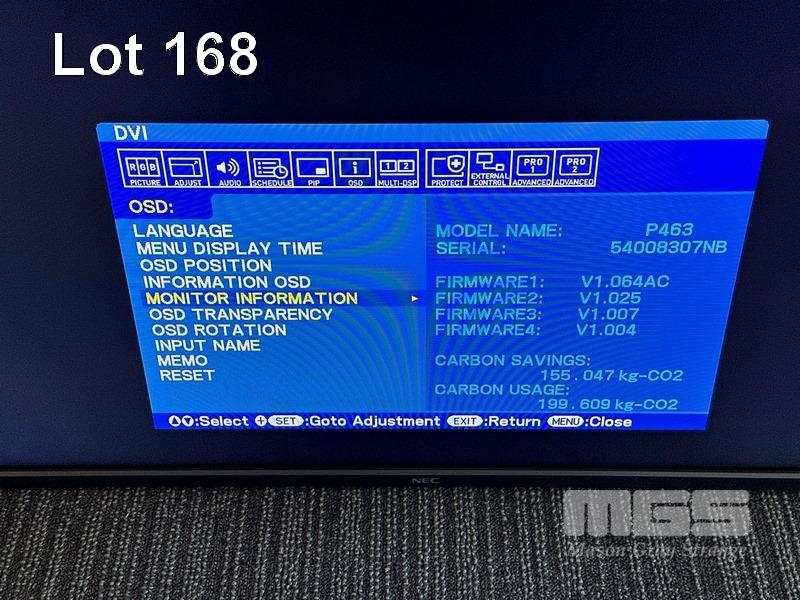 Lot 168
DVI
RGB 1 2 PRO 1 PRO 2
PICTURE ADJUST AUDIO SCHEDULE PIP OSD MULTI-DSP PROTECT EXTERNAL CONTROL ADVANCED ADVANCED
OSD:
LANGUAGE MODEL NAME: P463
MENU DISPLAY TIME SERIAL: 54008307NB
OSD POSITION
INFORMATION OSD FIRMWARE1: V1.064AC
MONITOR INFORMATION FIRMWARE2: V1.025
OSD TRANSPARENCY FIRMWARE3: V1.007
OSD ROTATION FIRMWARE4: V1.004
INPUT NAME
MEMO CARBON SAVINGS:
RESET 155.047 kg-CO2
CARBON USAGE:
199.609 kg-CO2
:Select + SET :Goto Adjustment EXIT :Return MENU :Close
NEC
MGS
Mason Gray Strange